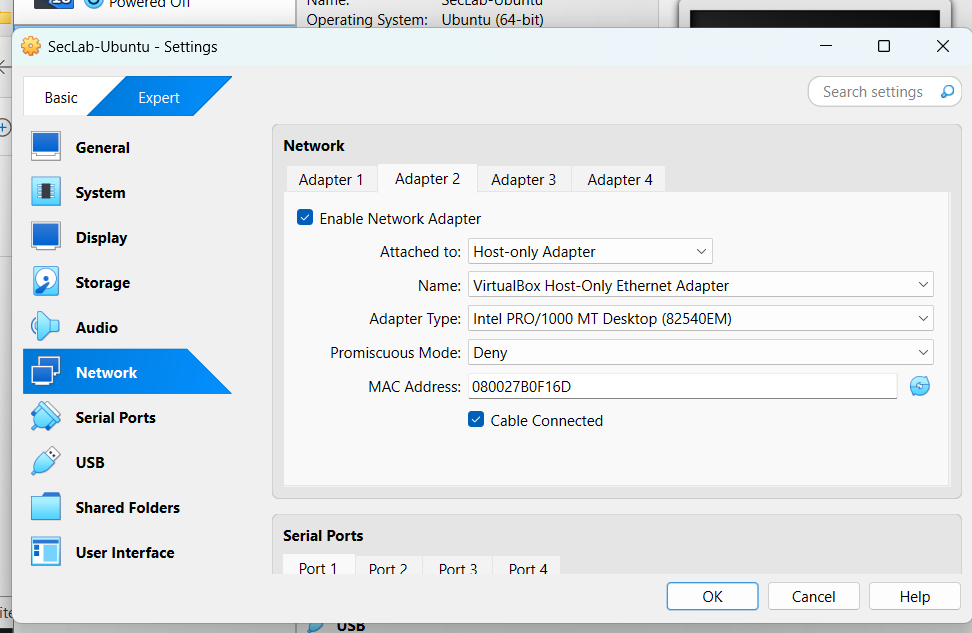 Powered Off
Name: SecLab-Ubuntu
Operating System: Ubuntu (64-bit)
SecLab-Ubuntu - Settings
Basic Expert
Search settings
General
System
Display
Storage
Audio
Network
Serial Ports
USB
Shared Folders
User Interface
Network
Adapter 1 Adapter 2 Adapter 3 Adapter 4
Enable Network Adapter
Attached to: Host-only Adapter
Name: VirtualBox Host-Only Ethernet Adapter
Adapter Type: Intel PRO/1000 MT Desktop (82540EM)
Promiscuous Mode: Deny
MAC Address: 080027B0F16D
Cable Connected
Serial Ports
Port 1 Port 2 Port 3 Port 4
OK Cancel Help
USB